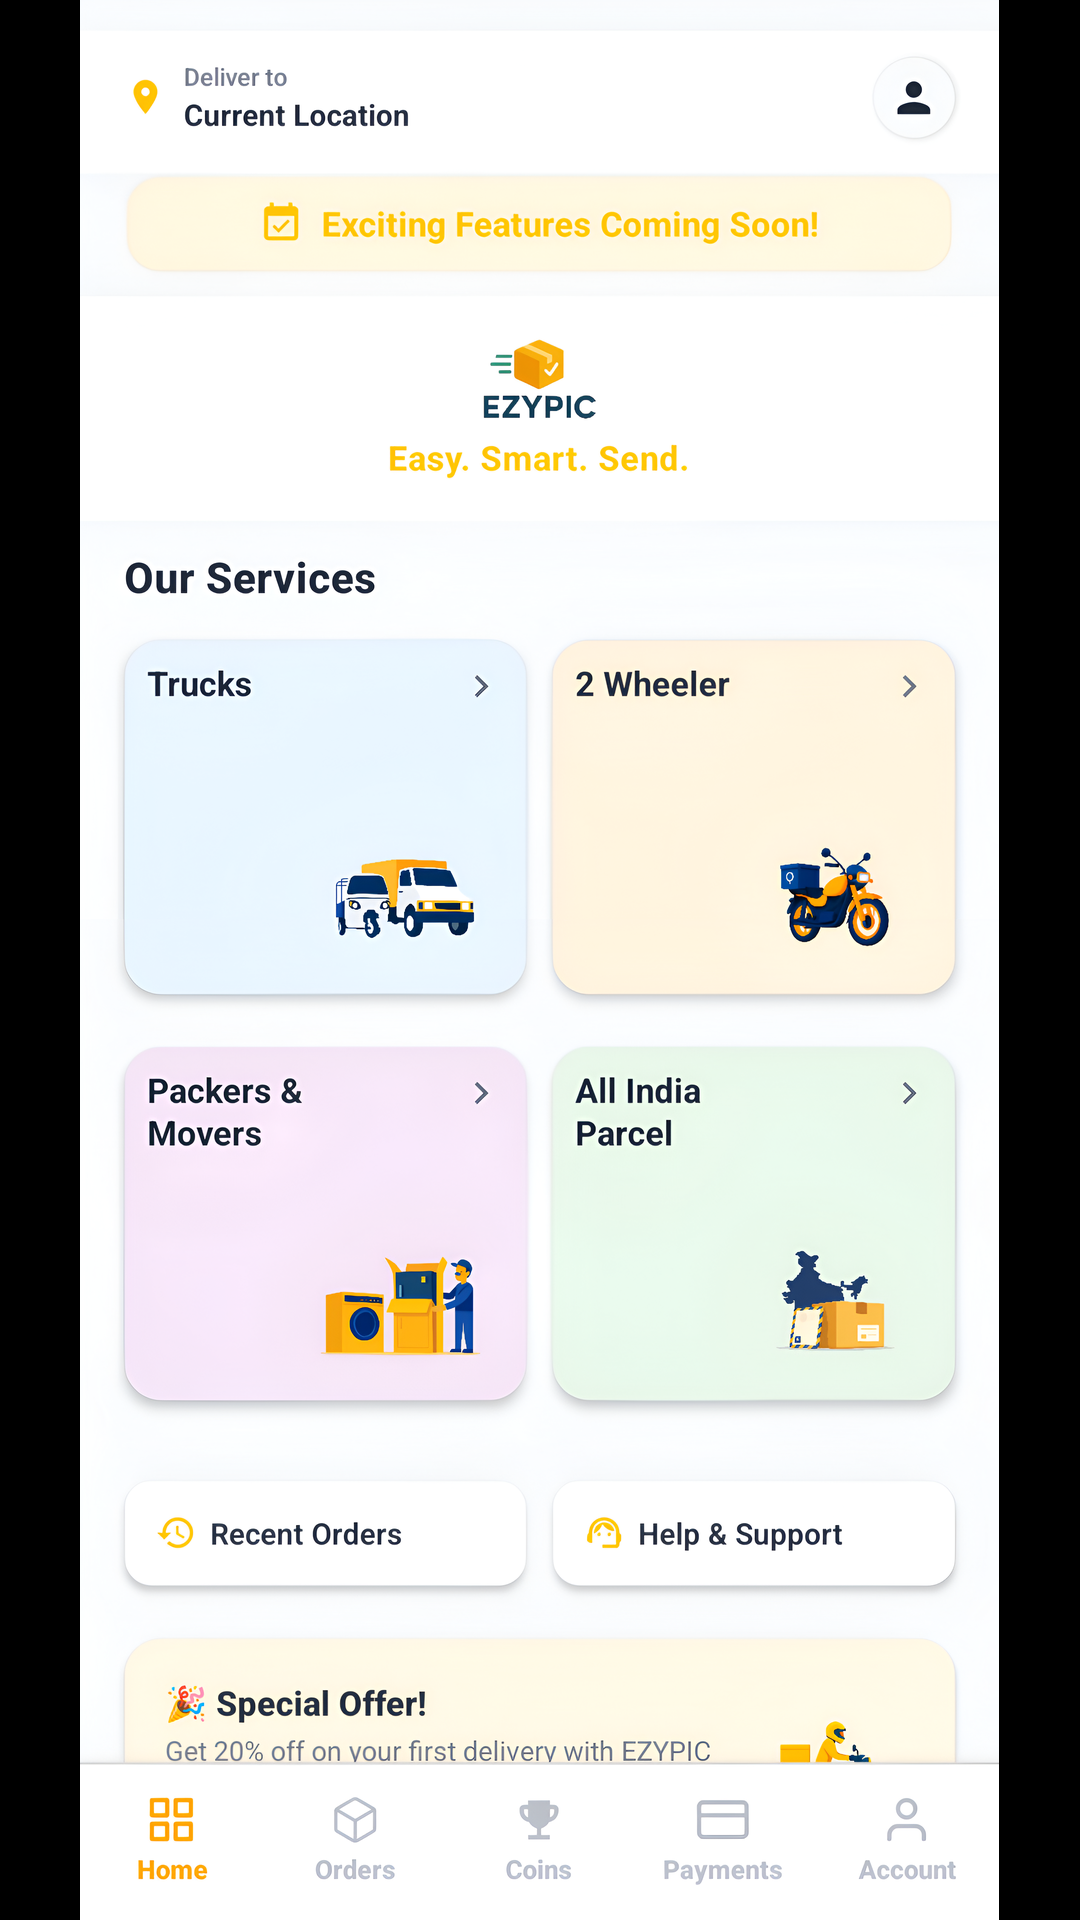 Deliver to
Current Location
Exciting Features Coming Soon!
EZYPIC
Easy. Smart. Send.
Our Services
Trucks
2 Wheeler
Packers &
Movers
All India
Parcel
Recent Orders
Help & Support
Special Offer!
Get 20% off on your first delivery with EZYPIC
Home
Orders
Coins
Payments
Account